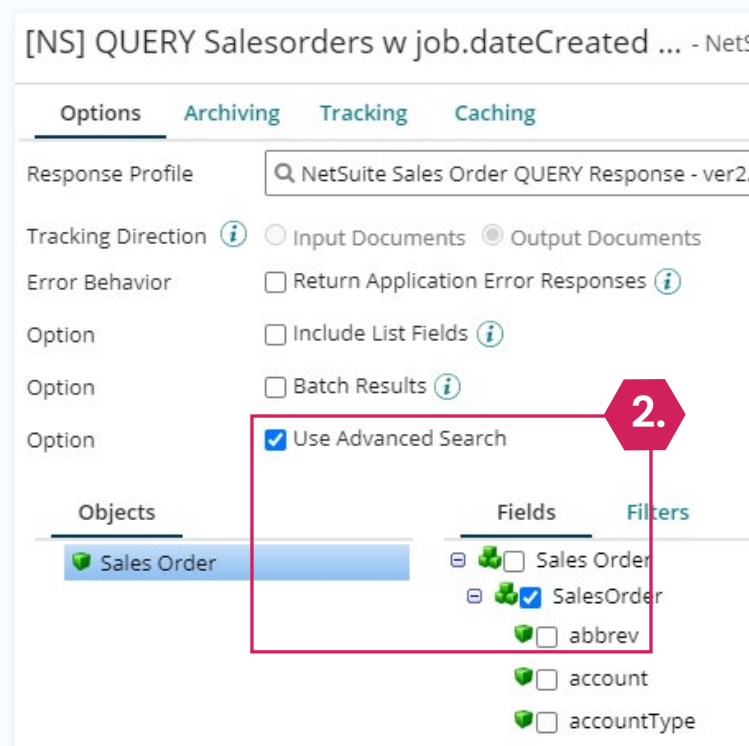 [NS] QUERY Salesorders w job.dateCreated ... - Net
Options Archiving Tracking Caching
Response Profile NetSuite Sales Order QUERY Response - ver2.
Tracking Direction i Input Documents Output Documents
Error Behavior Return Application Error Responses i
Option Include List Fields i
Option Batch Results i
2.
Option Use Advanced Search
Objects Fields Filters
Sales Order Sales Order
SalesOrder
abbrev
account
accountType